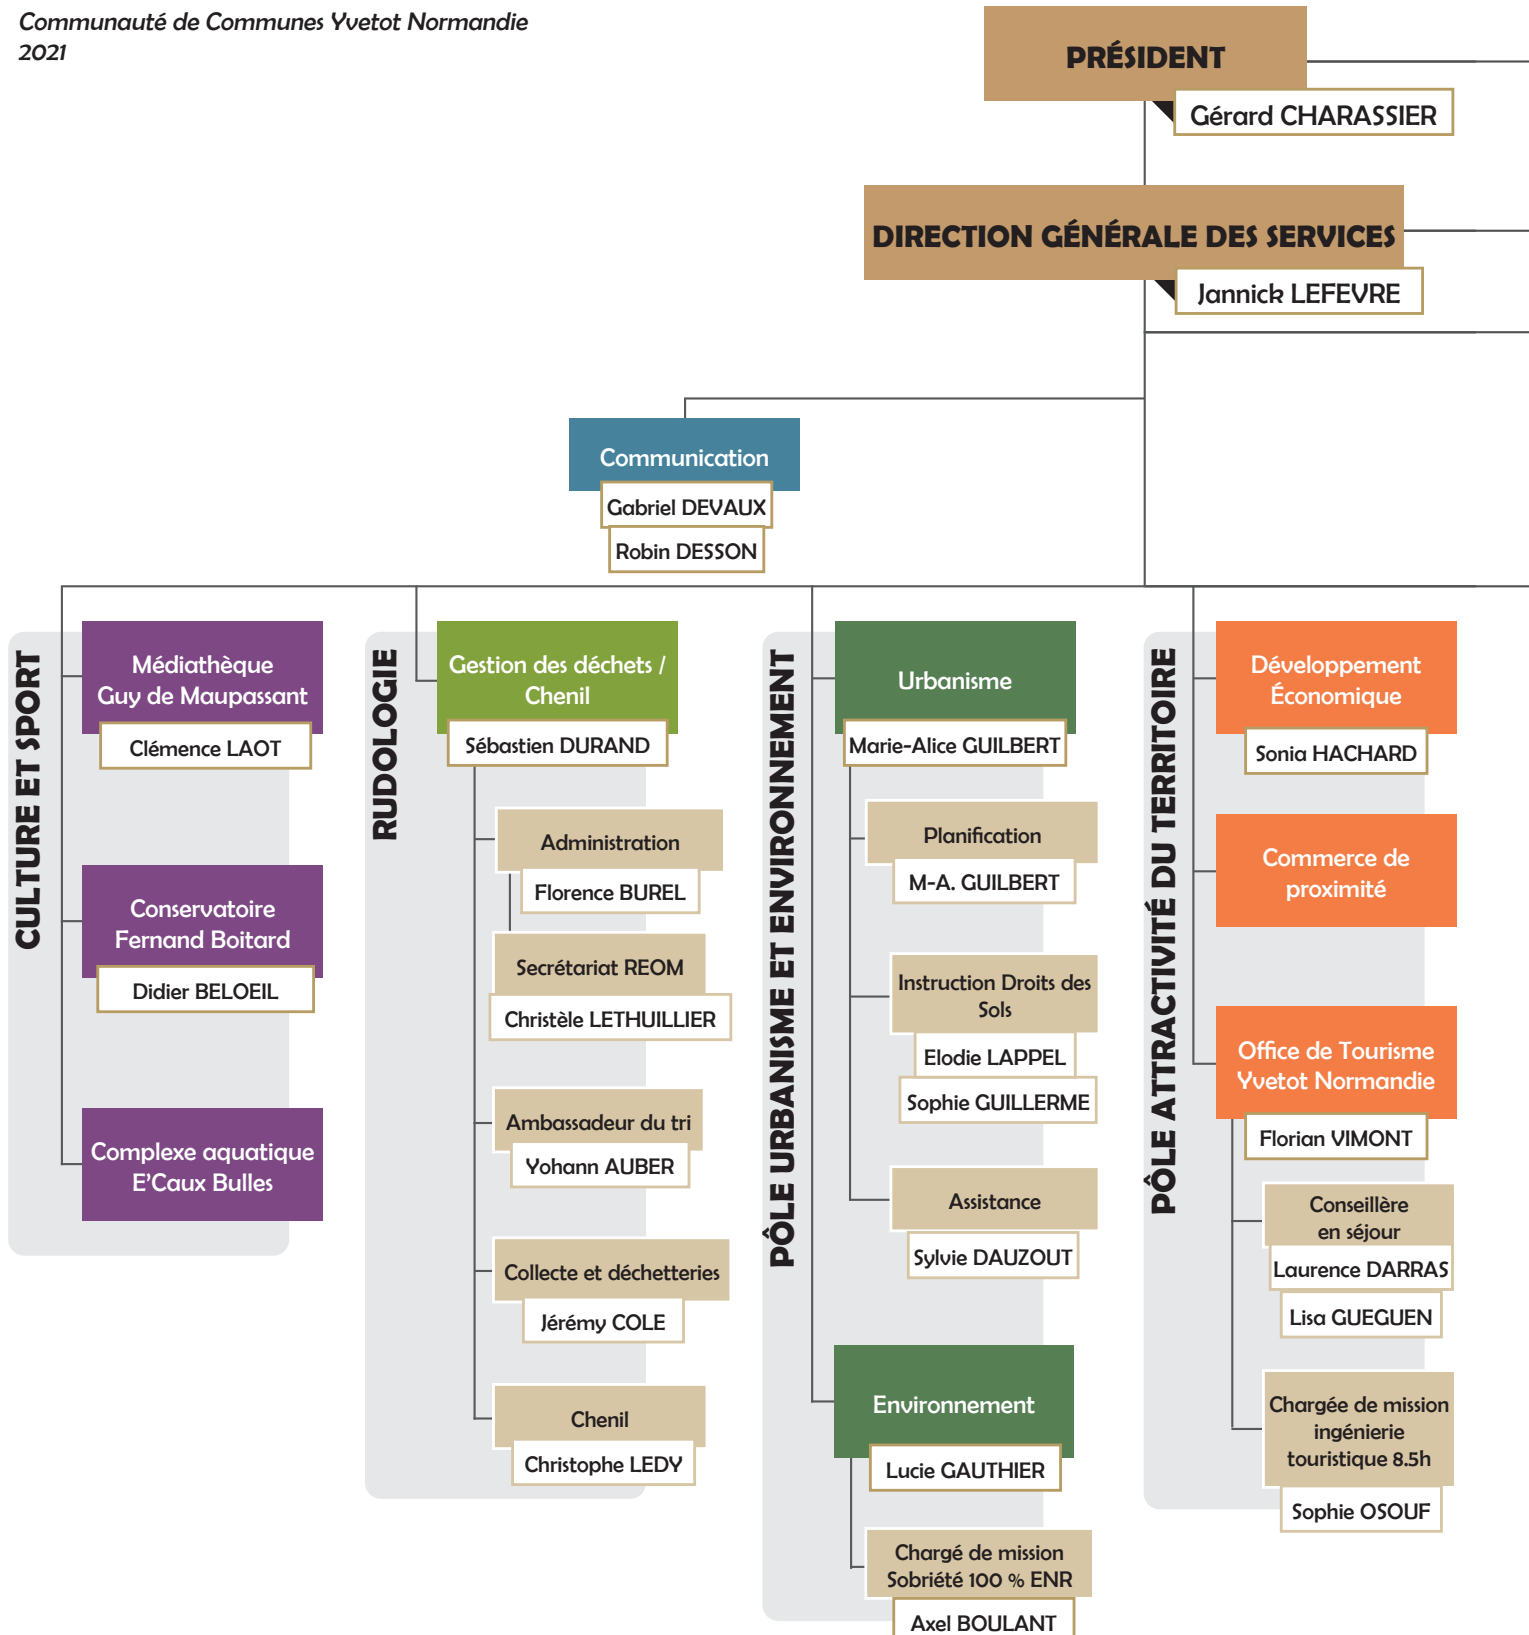 Communauté de Communes Yvetot Normandie
2021
PRÉSIDENT
Gérard CHARASSIER
DIRECTION GÉNÉRALE DES SERVICES
Jannick LEFEVRE
Communication
Gabriel DEVAUX
Robin DESSON
CULTURE ET SPORT
Médiathèque
Guy de Maupassant
Clémence LAOT
Conservatoire
Fernand Boitard
Didier BELOEIL
Complexe aquatique
E'Caux Bulles
RUDOLOGIE
Gestion des déchets /
Chenil
Sébastien DURAND
Administration
Florence BUREL
Secrétariat REOM
Christèle LETHUILLIER
Ambassadeur du tri
Yohann AUBER
Collecte et déchetteries
Jérémy COLE
Chenil
Christophe LEDY
PÔLE URBANISME ET ENVIRONNEMENT
Urbanisme
Marie-Alice GUILBERT
Planification
M-A. GUILBERT
Instruction Droits des
Sols
Elodie LAPPEL
Sophie GUILLERME
Assistance
Sylvie DAUZOUT
Environnement
Lucie GAUTHIER
Chargé de mission
Sobriété 100 % ENR
Axel BOULANT
PÔLE ATTRACTIVITÉ DU TERRITOIRE
Développement
Économique
Sonia HACHARD
Commerce de
proximité
Office de Tourisme
Yvetot Normandie
Florian VIMONT
Conseillère
en séjour
Laurence DARRAS
Lisa GUEGUEN
Chargée de mission
ingénierie
touristique 8.5h
Sophie OSOUF